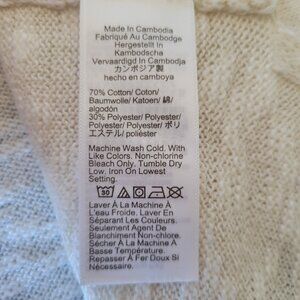 Made In Cambodia
Fabriqué Au Cambodge
Hergestellt In
Kambodscha
Vervaardigd In Cambodja
カンボジア製
hecho en camboya
70% Cotton/ Coton/
Baumwolle/ Katoen/ 綿/
algodón
30% Polyester/ Polyester/
Polyester/ Polyester/ ポリ
エステル/ poliéster
Machine Wash Cold. With
Like Colors. Non-chlorine
Bleach Only. Tumble Dry
Low. Iron On Lowest
Setting.
30
Laver À La Machine À
L'eau Froide. Laver En
Séparant Les Couleurs.
Seulement Agent De
Blanchiment Non-chlore.
Sécher À La Machine À
Basse Température.
Repasser À Fer Doux Si
Nécessaire.